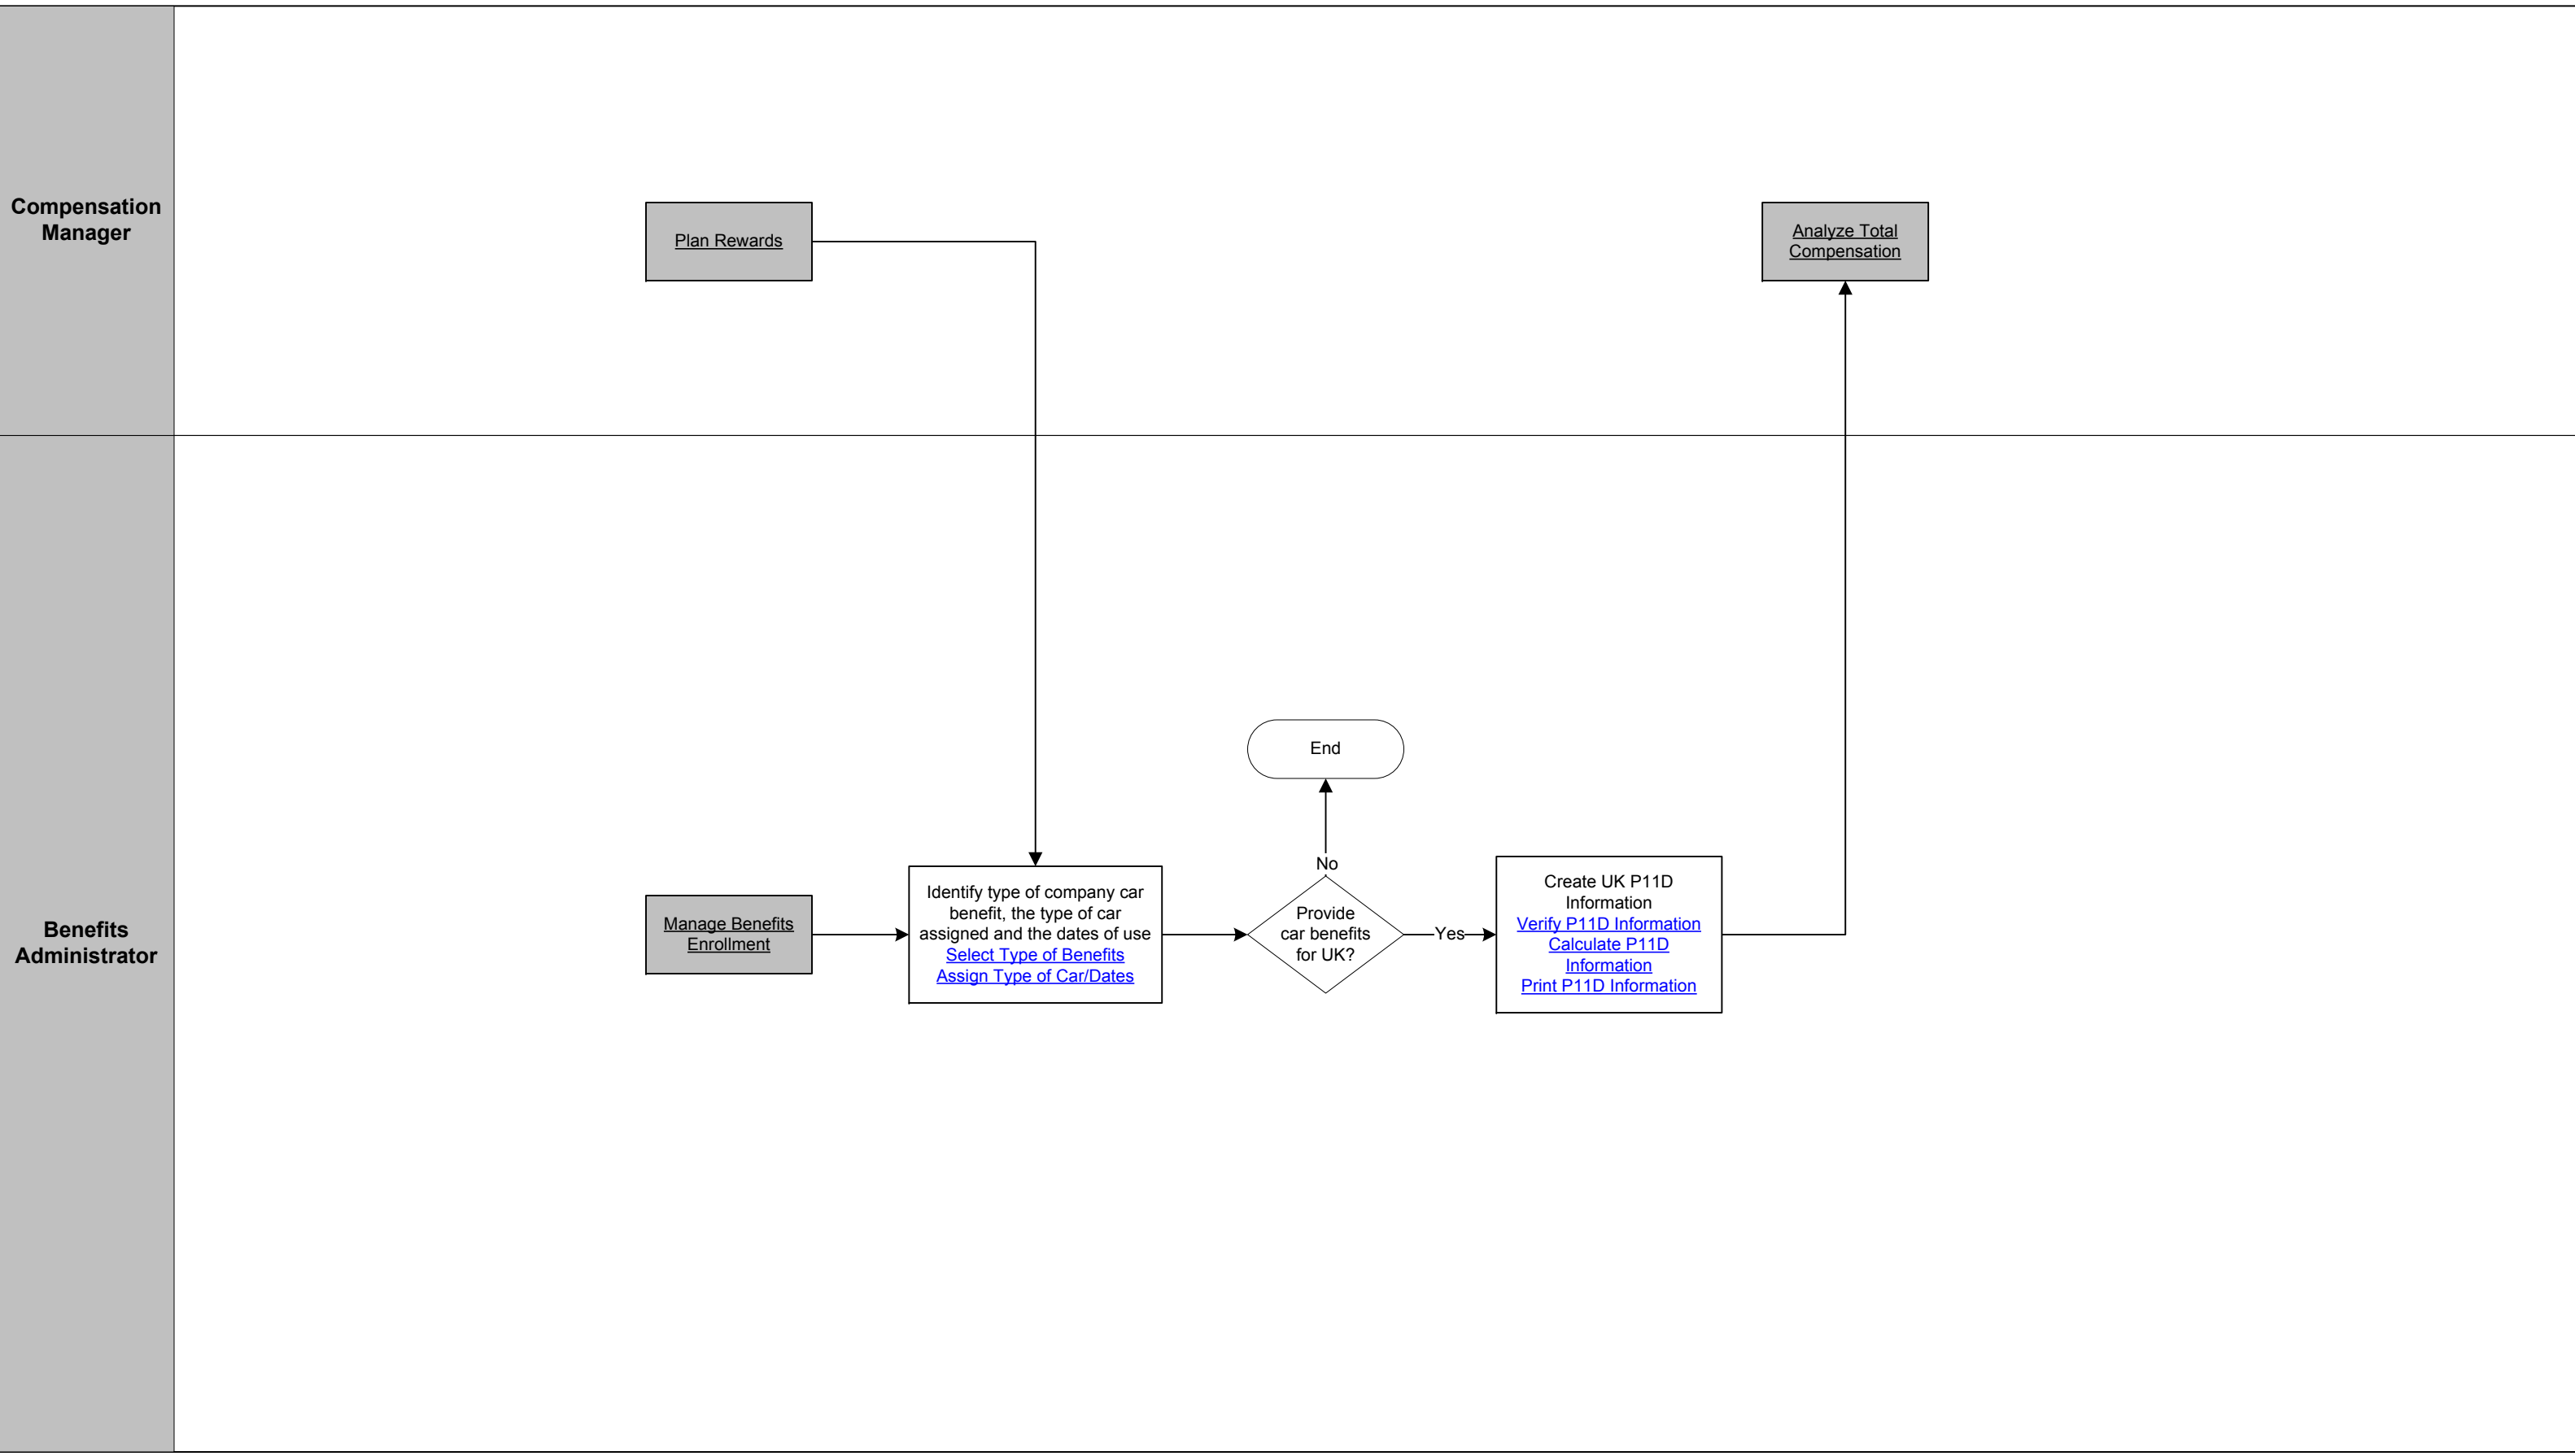 Compensation
Manager
Plan Rewards
Analyze Total
Compensation
Benefits
Administrator
Manage Benefits
Enrollment
Identify type of company car
benefit, the type of car
assigned and the dates of use
Select Type of Benefits
Assign Type of Car/Dates
End
No
Provide
car benefits
for UK?
Yes
Create UK P11D
Information
Verify P11D Information
Calculate P11D
Information
Print P11D Information